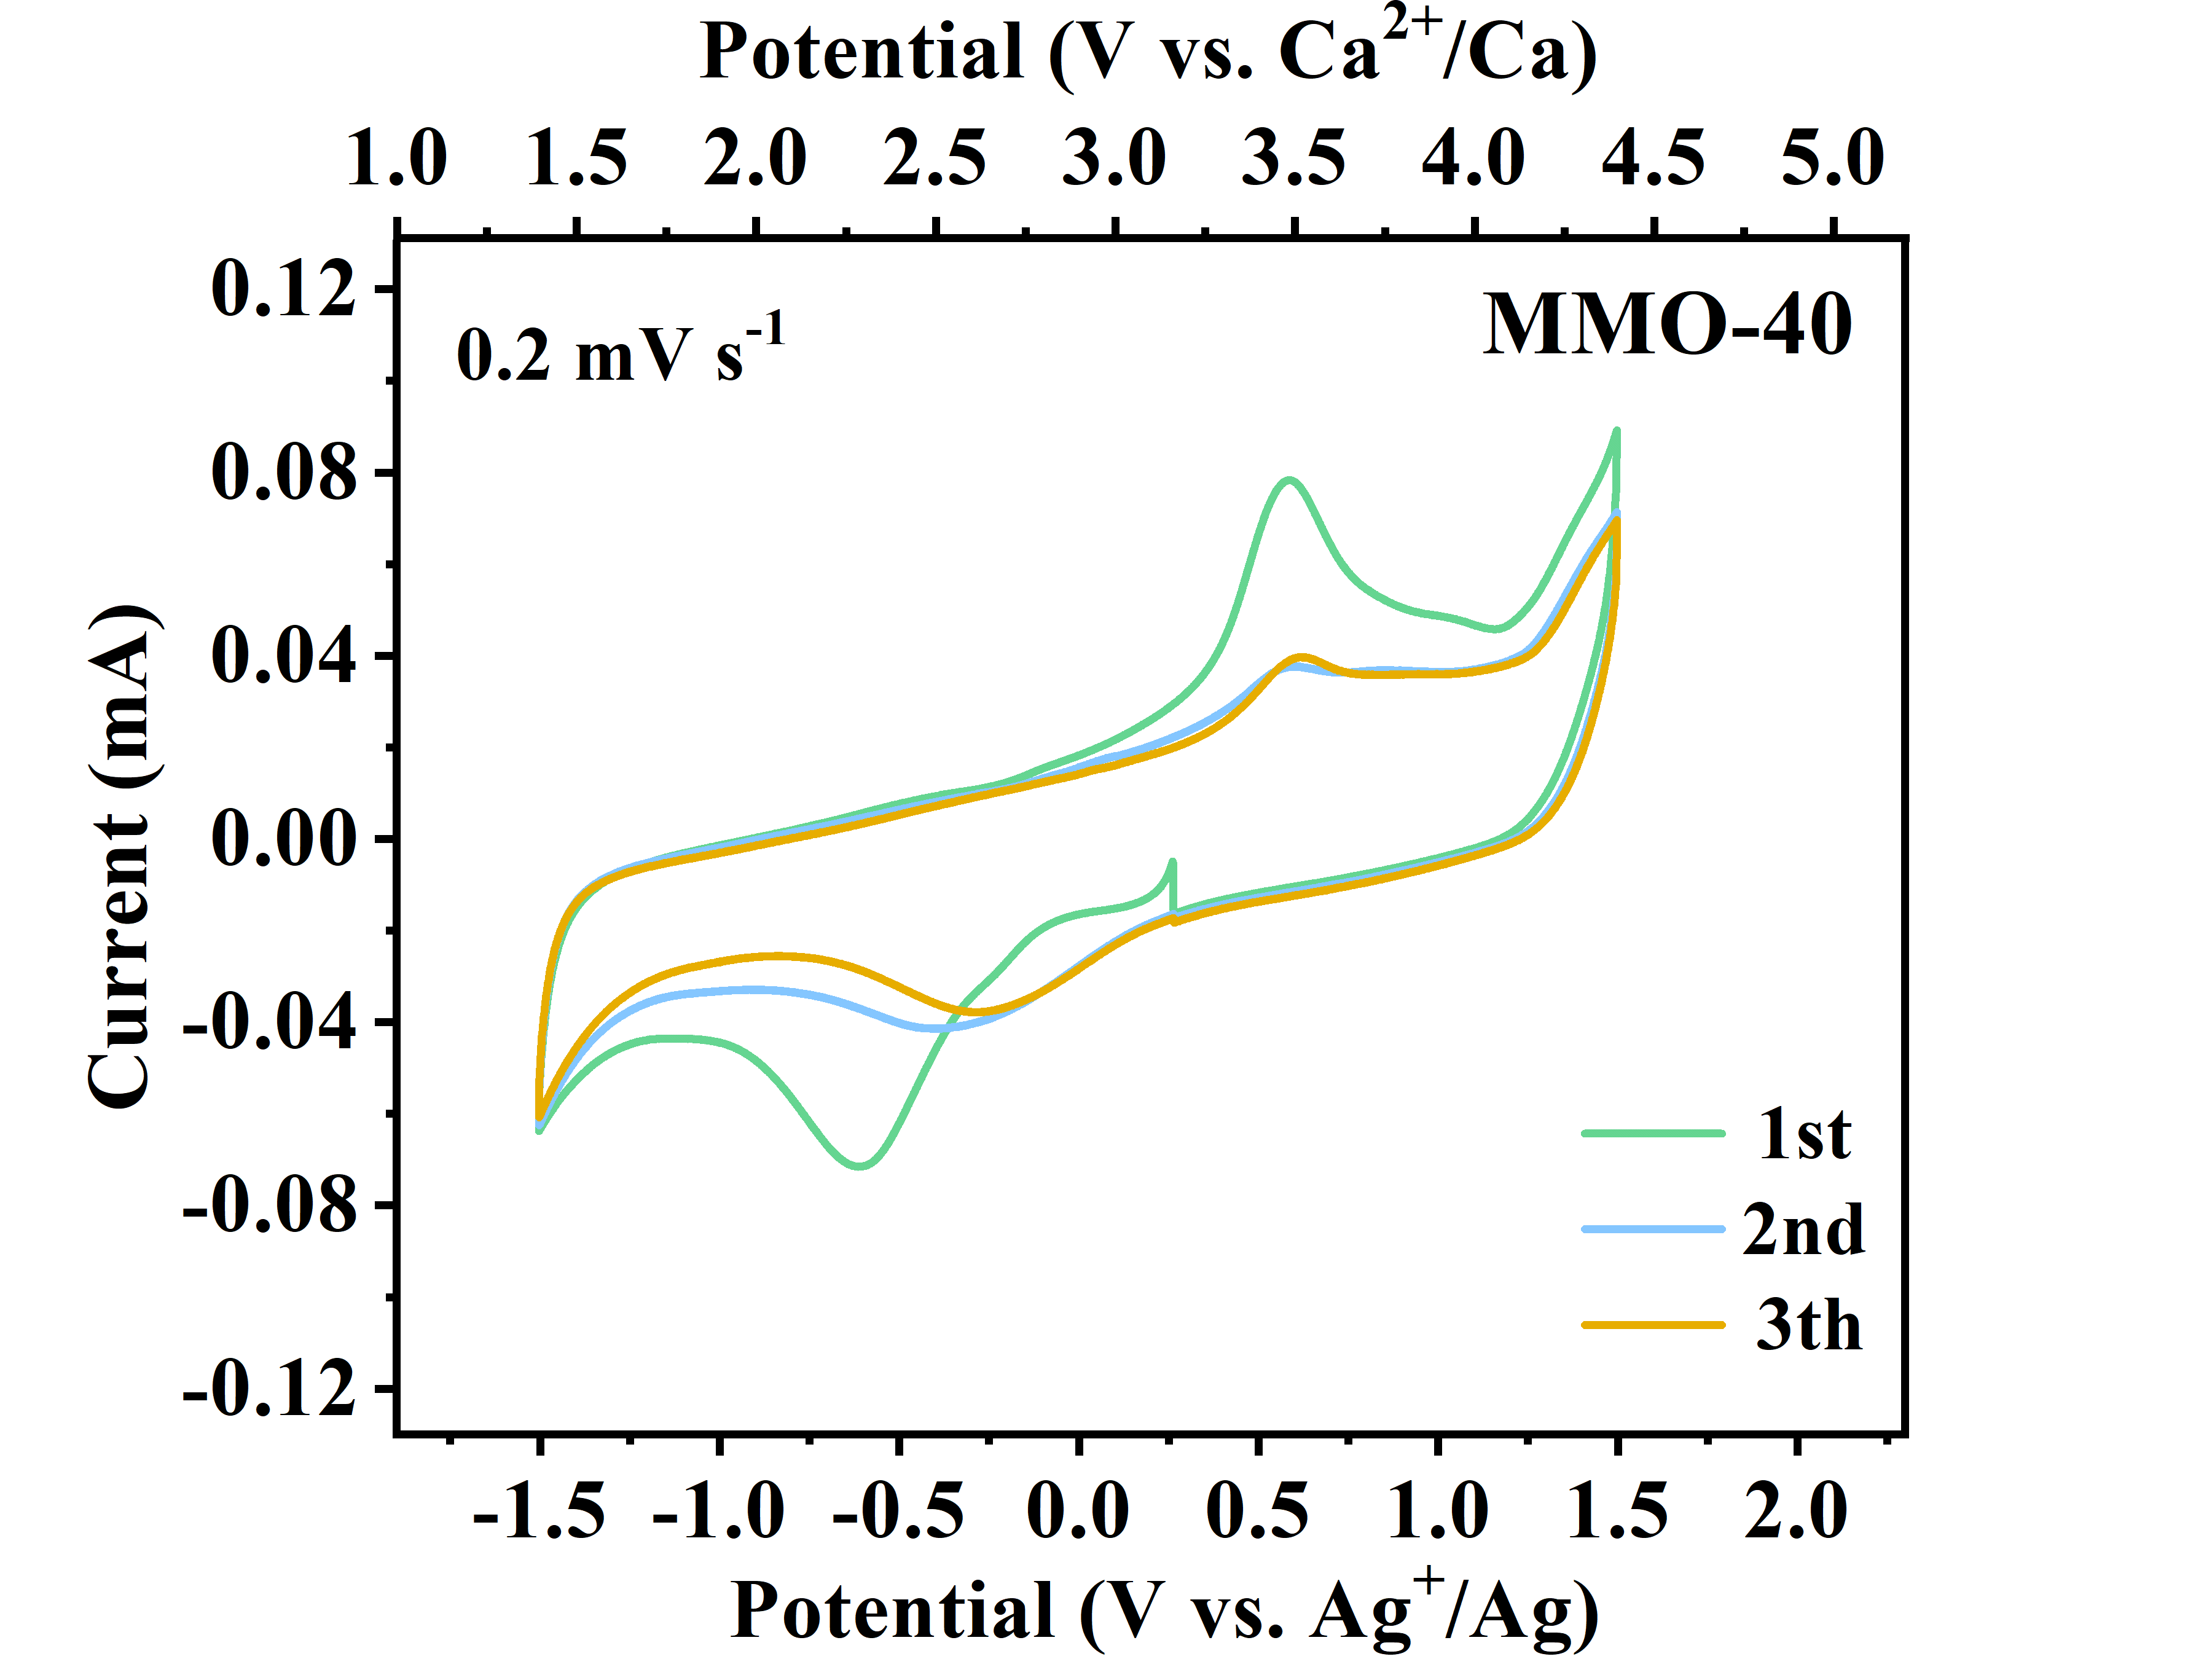 Potential (V vs. Ca²⁺/Ca)
1.0 1.5 2.0 2.5 3.0 3.5 4.0 4.5 5.0
MMO-40
0.2 mV s⁻¹
Current (mA)
0.12
0.08
0.04
0.00
-0.04
-0.08
-0.12
1st
2nd
3th
-1.5 -1.0 -0.5 0.0 0.5 1.0 1.5 2.0
Potential (V vs. Ag⁺/Ag)